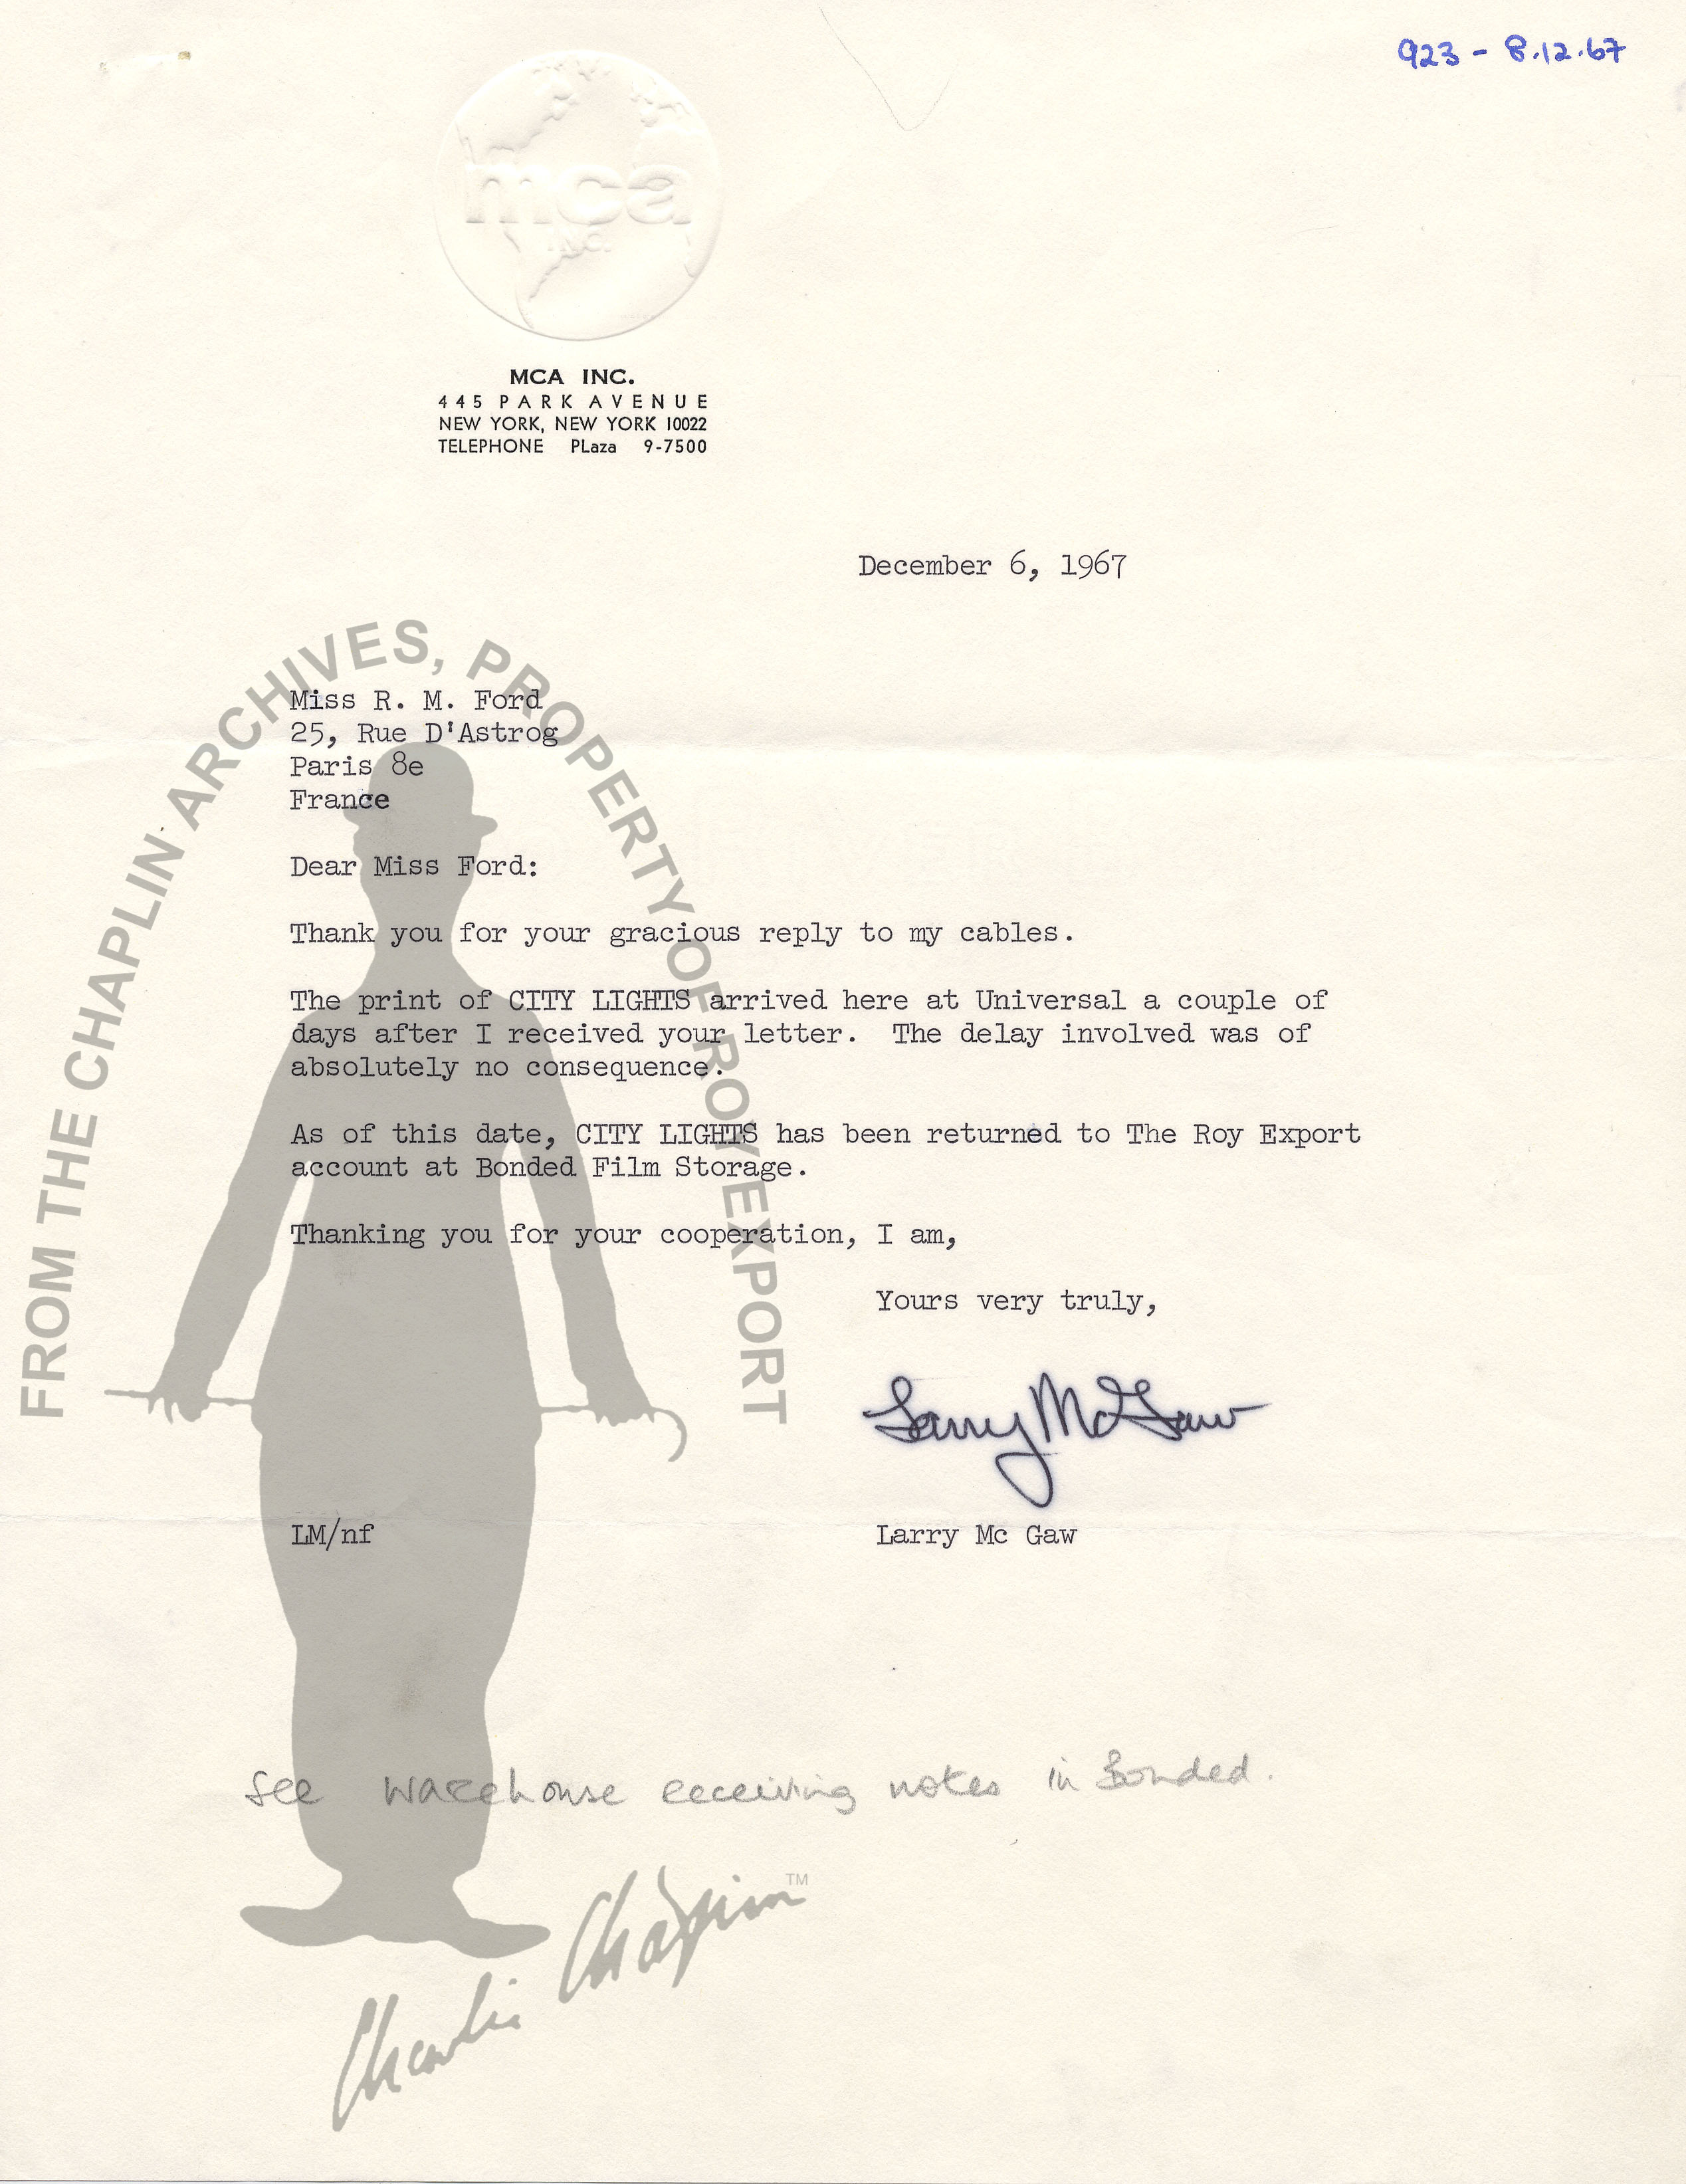 923 - 8.12.67
mca
INC.
MCA INC.
445 PARK AVENUE
NEW YORK, NEW YORK 10022
TELEPHONE PLaza 9-7500
December 6, 1967
FROM THE CHAPLIN ARCHIVES, PROPERTY OF ROY EXPORT
Miss R. M. Ford
25, Rue D'Astrog
Paris 8e
France
Dear Miss Ford:
Thank you for your gracious reply to my cables.
The print of CITY LIGHTS arrived here at Universal a couple of
days after I received your letter. The delay involved was of
absolutely no consequence.
As of this date, CITY LIGHTS has been returned to The Roy Export
account at Bonded Film Storage.
Thanking you for your cooperation, I am,
Yours very truly,
Larry McGaw
LM/nf Larry Mc Gaw
See warehouse receiving notes in Bonded.
Charlie Chaplin TM